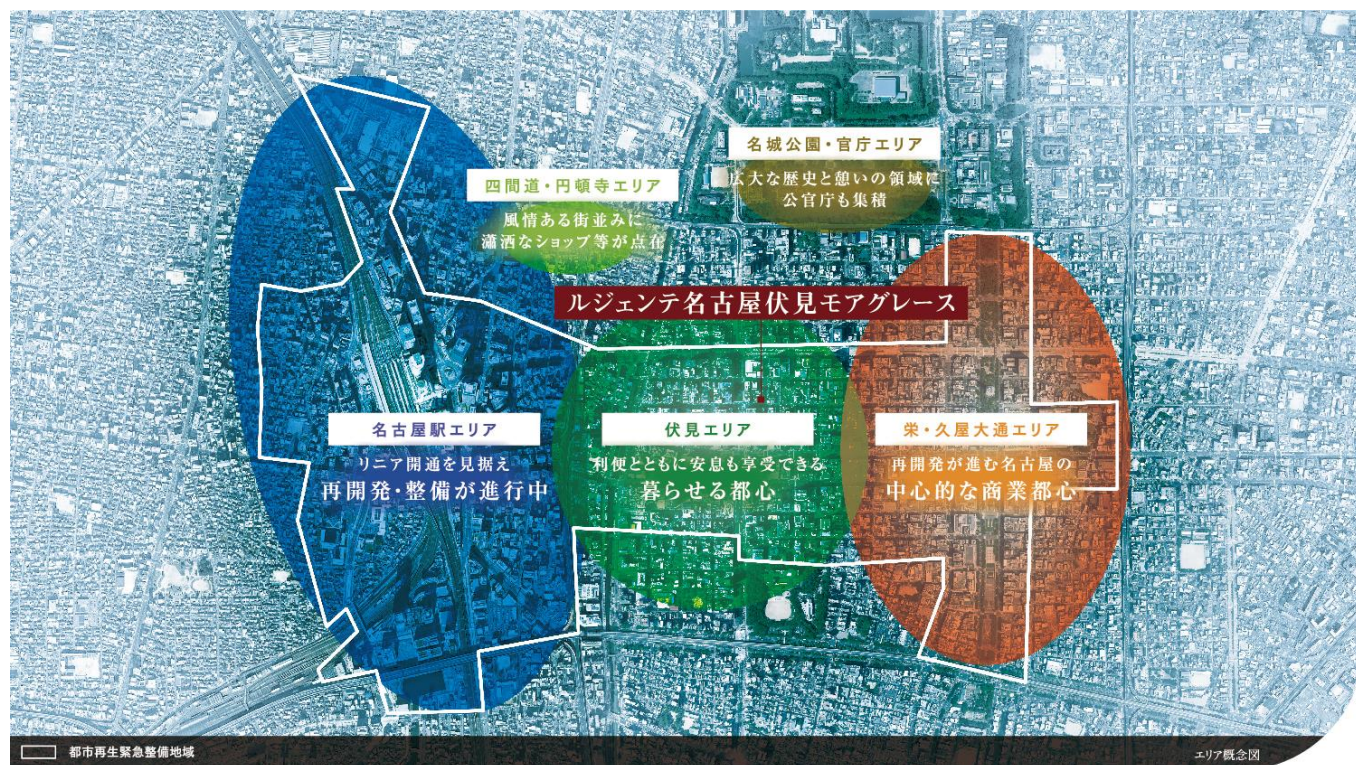 名城公園・官庁エリア
広大な歴史と憩いの領域に
公官庁も集積
四間道・円頓寺エリア
風情ある街並みに
瀟洒なショップ等が点在
ルジェンテ名古屋伏見モアグレース
名古屋駅エリア
リニア開通を見据え
再開発・整備が進行中
伏見エリア
利便とともに安息も享受できる
暮らせる都心
栄・久屋大通エリア
再開発が進む名古屋の
中心的な商業都心
都市再生緊急整備地域
エリア概念図